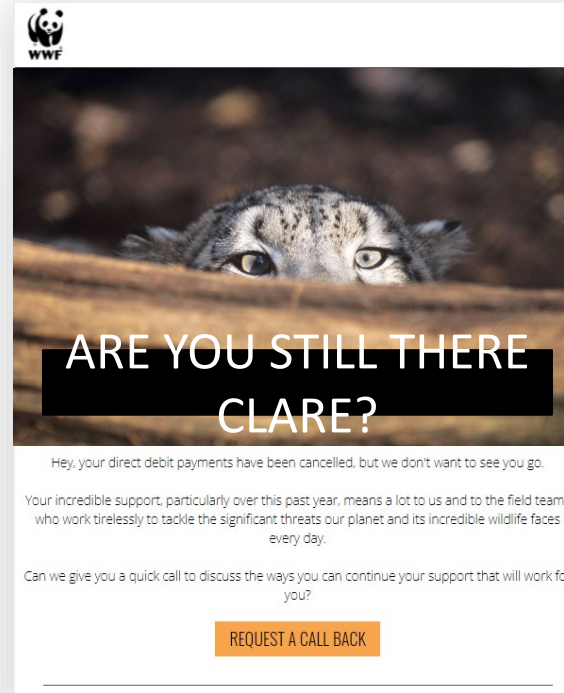 WWF
ARE YOU STILL THERE
CLARE?
Hey, your direct debit payments have been cancelled, but we don't want to see you go.
Your incredible support, particularly over this past year, means a lot to us and to the field team
who work tirelessly to tackle the significant threats our planet and its incredible wildlife faces
every day.
Can we give you a quick call to discuss the ways you can continue your support that will work fo
you?
REQUEST A CALL BACK